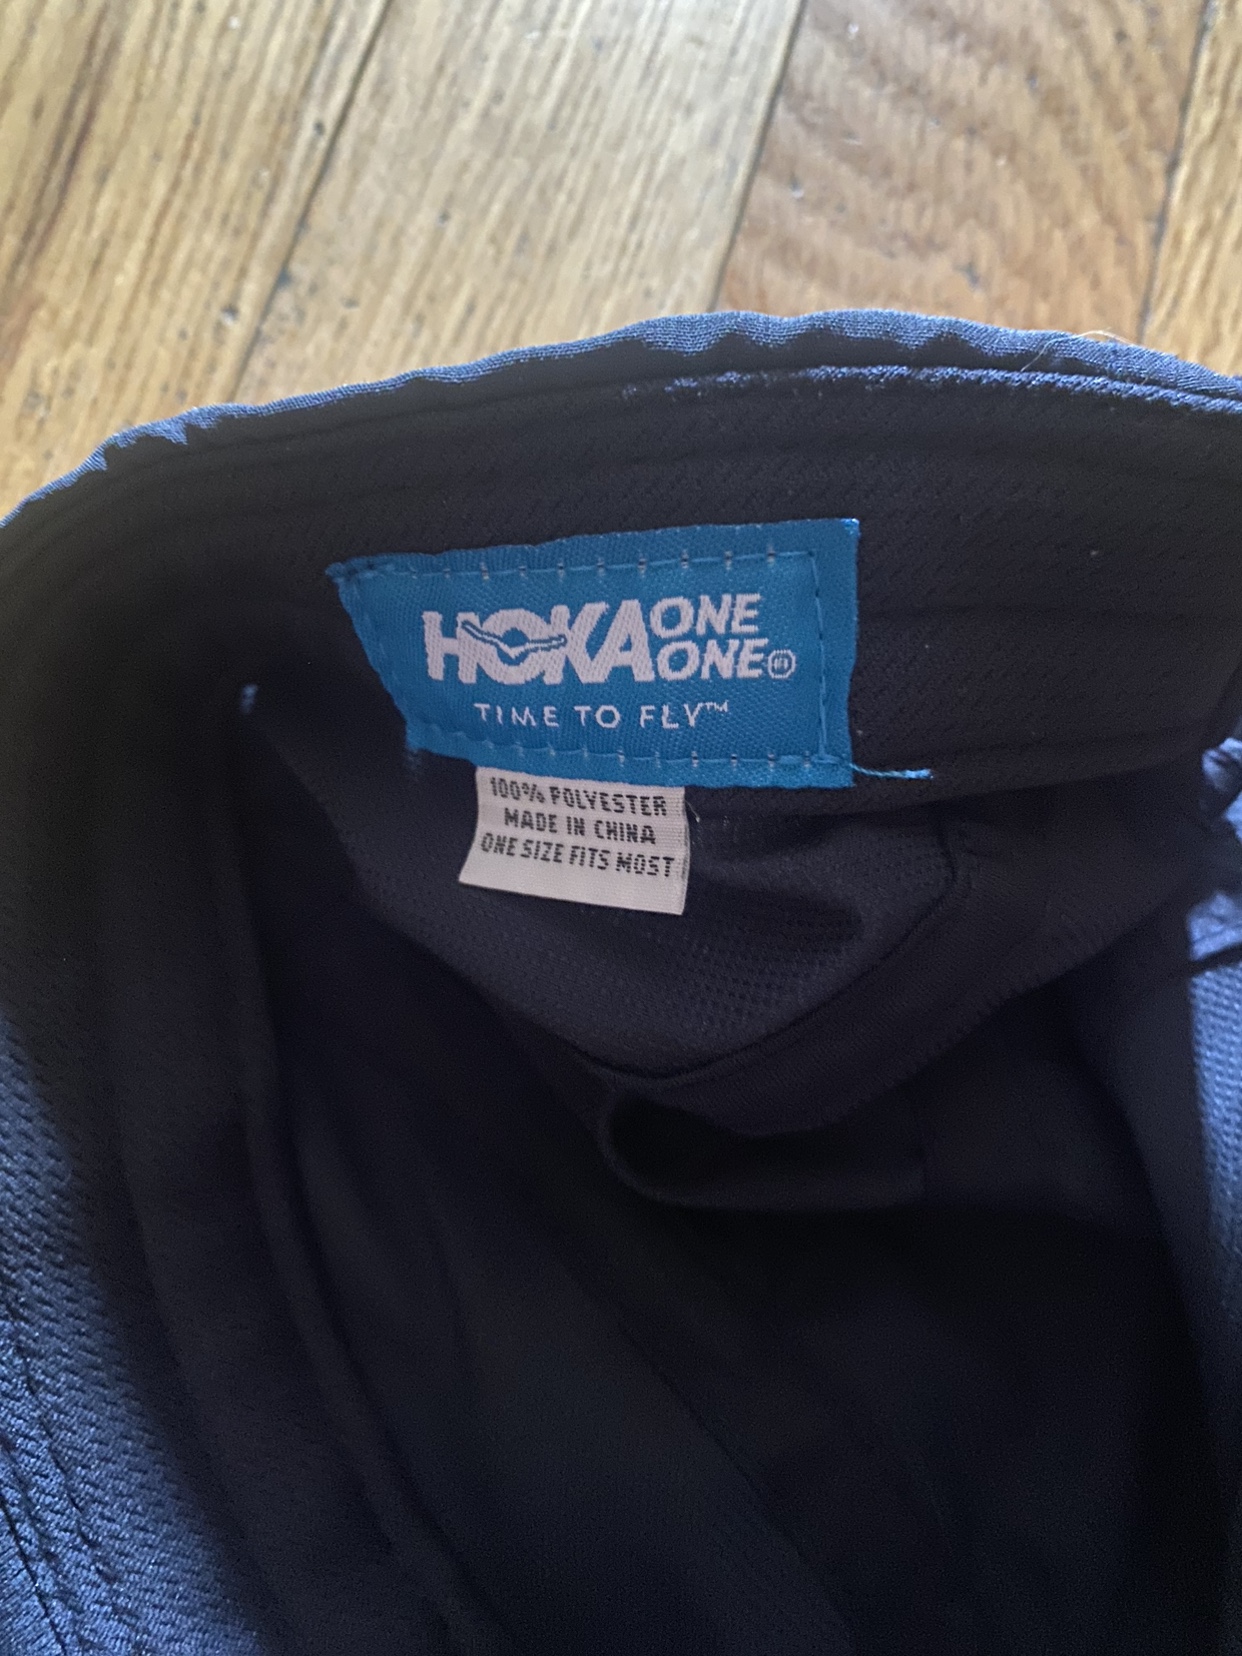 HOKA ONE ONE®
TIME TO FLY™
100% POLYESTER
MADE IN CHINA
ONE SIZE FITS MOST